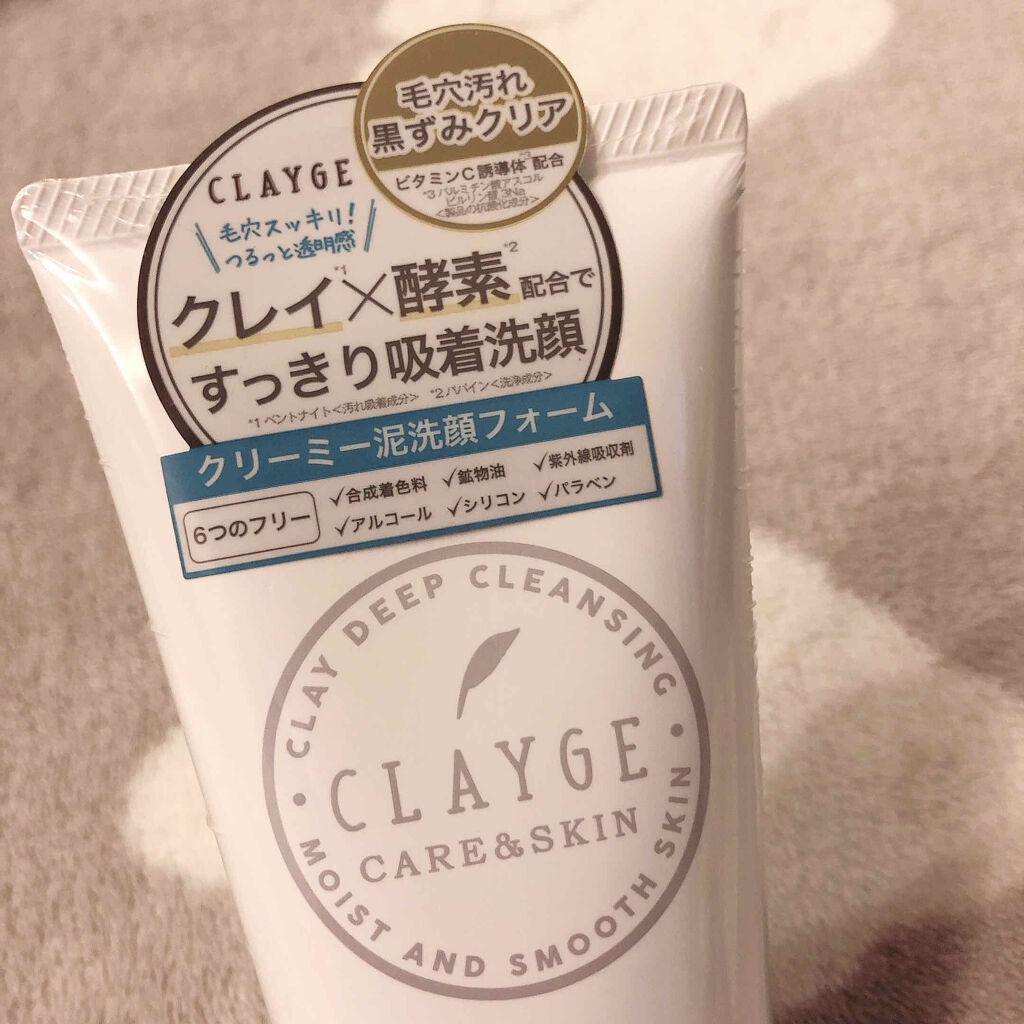 毛穴汚れ
黒ずみクリア
ビタミンC誘導体*3配合
*3 パルミチン酸アスコル
ビルリン酸3Na
<製品の抗酸化成分>
CLAYGE
毛穴スッキリ!
つるっと透明感
クレイ*1×酵素*2配合で
すっきり吸着洗顔
*1 ベントナイト<汚れ吸着成分> *2 パパイン<洗浄成分>
クリーミー泥洗顔フォーム
6つのフリー
✓合成着色料 ✓鉱物油 ✓紫外線吸収剤
✓アルコール ✓シリコン ✓パラベン
CLAY DEEP CLEANSING
CLAYGE
CARE&SKIN
MOIST AND SMOOTH SKIN